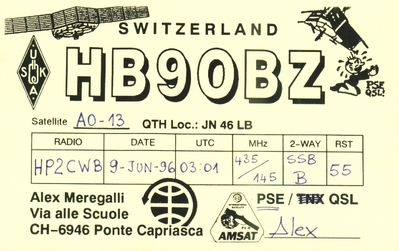 SWITZERLAND
USKA
HB9OBZ
PSE
QSL!
Satellite AO-13 QTH Loc.: JN 46 LB
RADIO DATE UTC MHz 2-WAY RST
HP2CWB 9-JUN-96 03:01 435/145 SSB B 55
Alex Meregalli
Via alle Scuole
CH-6946 Ponte Capriasca
AMSAT
PSE/TNX QSL
Alex